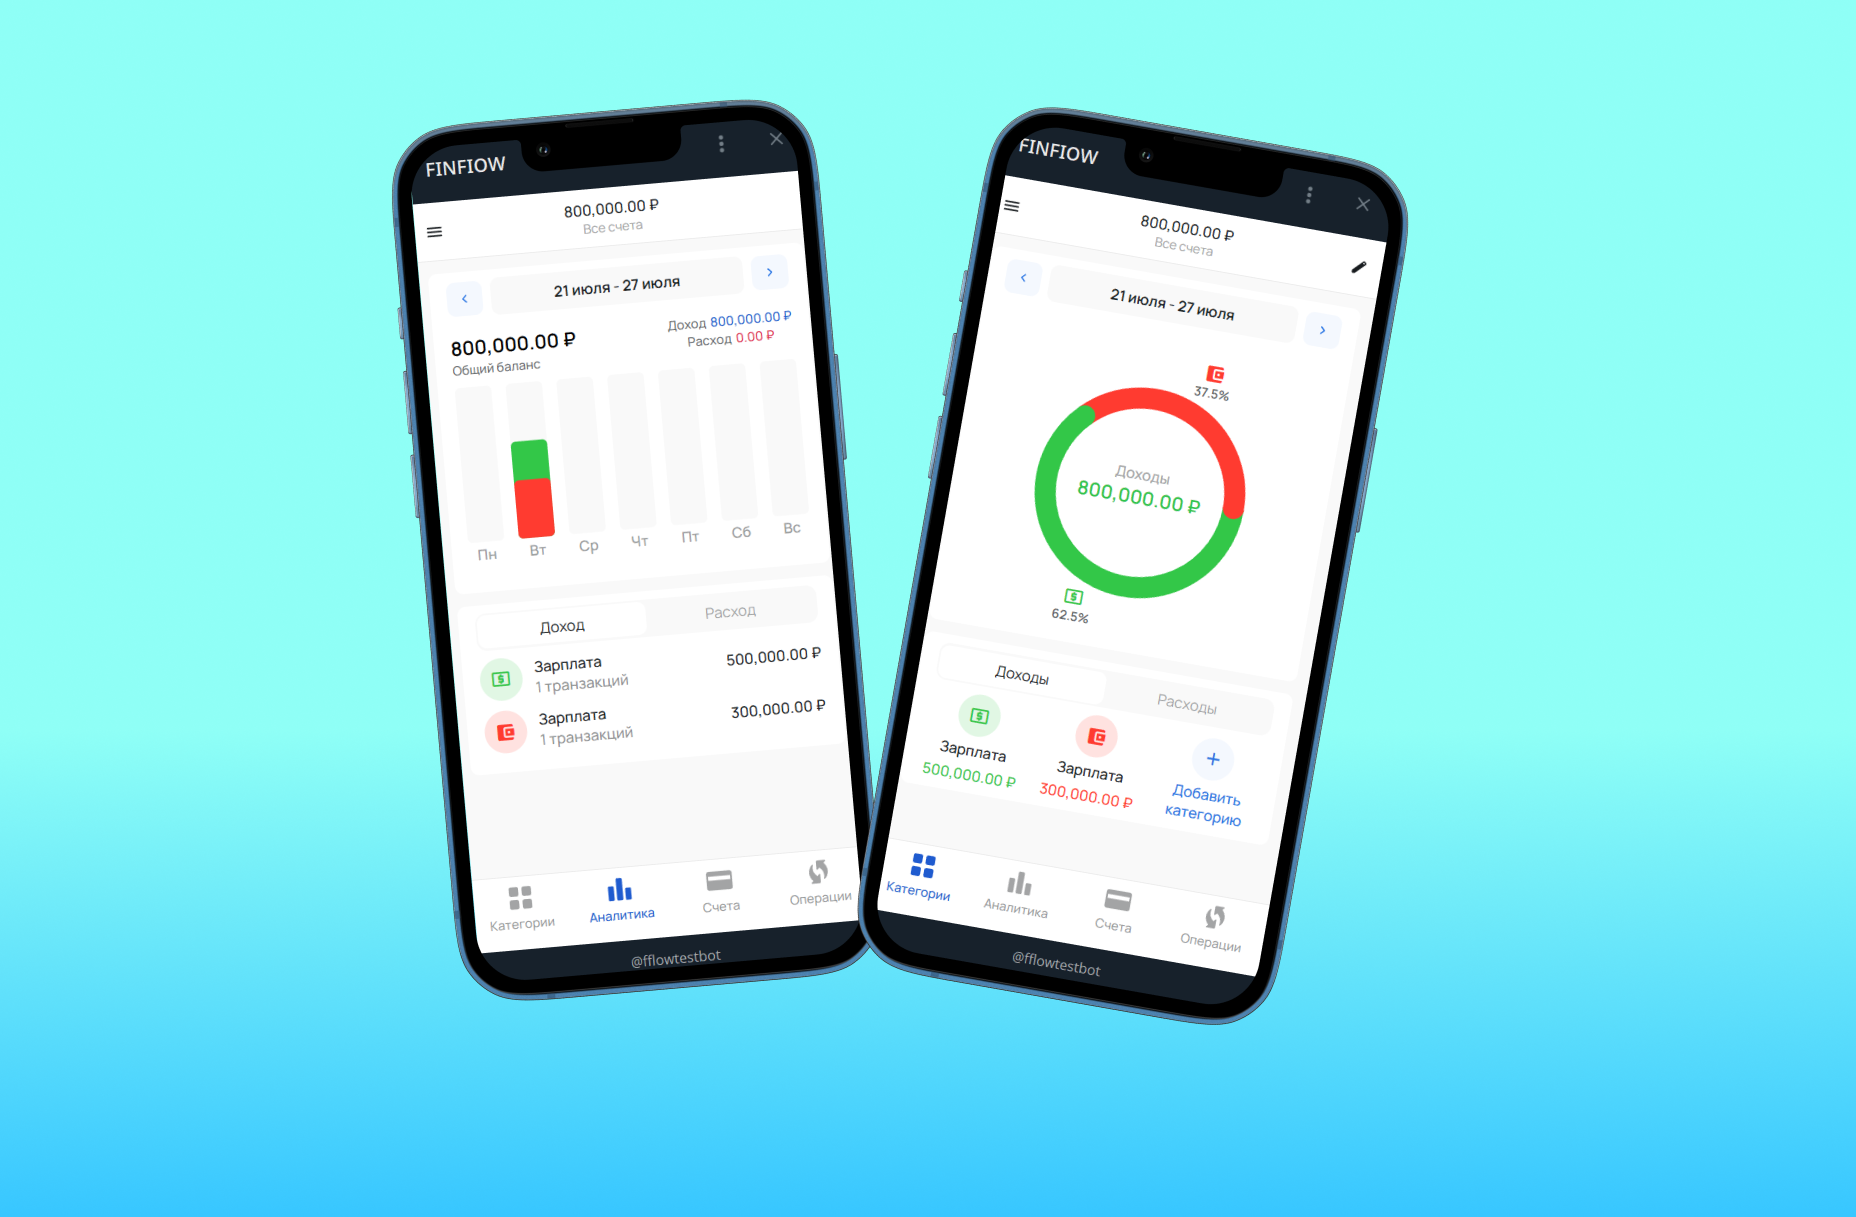 FINFIOW
800,000.00 ₽
Все счета
21 июля - 27 июля
800,000.00 ₽
Общий баланс
Доход 800,000.00 ₽
Расход 0.00 ₽
Пн Вт Ср Чт Пт Сб Вс
Доход Расход
Зарплата 500,000.00 ₽
1 транзакций
Зарплата 300,000.00 ₽
1 транзакций
Категории Аналитика Счета Операции
@fflowtestbot
FINFIOW
800,000.00 ₽
Все счета
21 июля - 27 июля
37.5%
Доходы
800,000.00 ₽
62.5%
Доходы Расходы
Зарплата Зарплата Добавить
500,000.00 ₽ 300,000.00 ₽ категорию
Категории Аналитика Счета Операции
@fflowtestbot